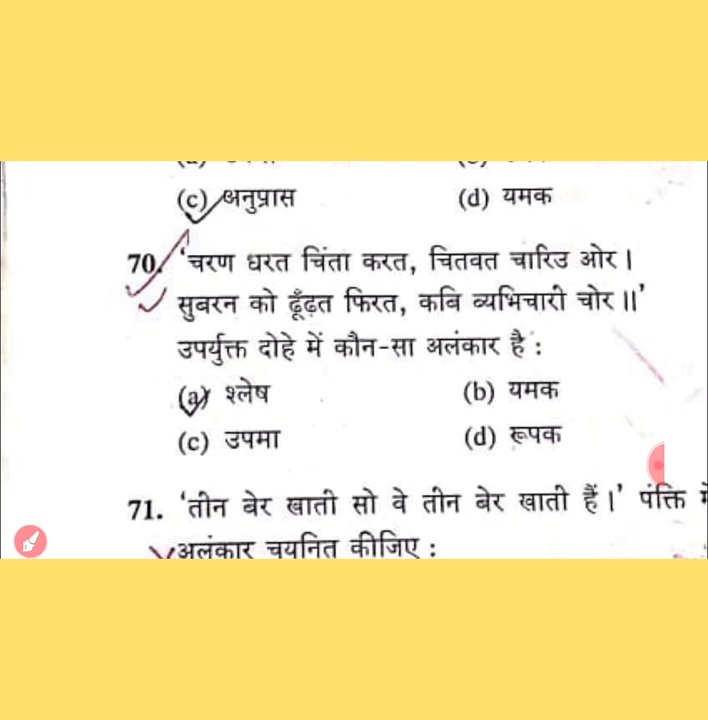 (c) अनुप्रास (d) यमक
70. 'चरण धरत चिंता करत, चितवत चारिउ ओर।
सुबरन को ढूँढ़त फिरत, कबि व्यभिचारी चोर॥'
उपर्युक्त दोहे में कौन-सा अलंकार है :
(a) श्लेष (b) यमक
(c) उपमा (d) रूपक
71. 'तीन बेर खाती सो वे तीन बेर खाती हैं।' पंक्ति में
अलंकार चयनित कीजिए :